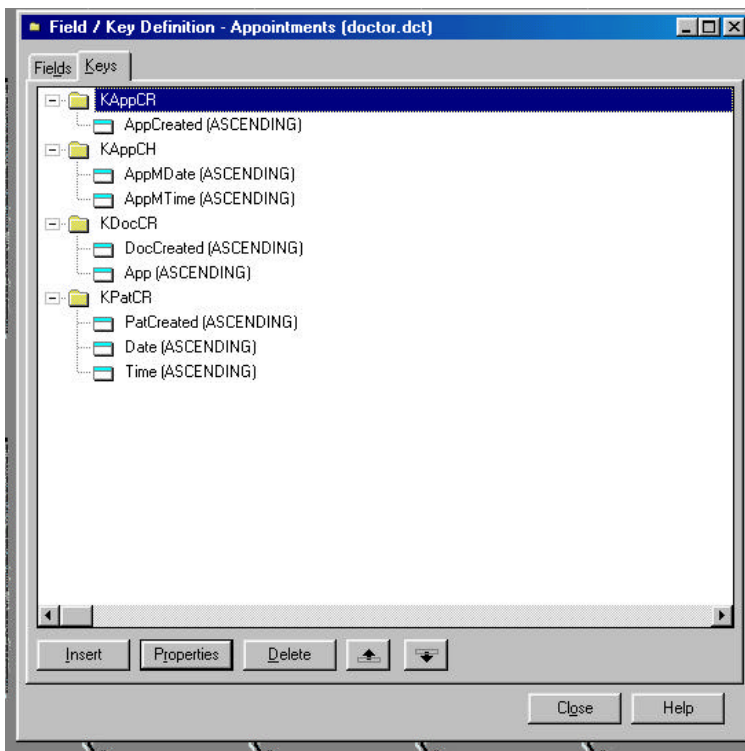 Field / Key Definition - Appointments (doctor.dct)
Fields Keys
KAppCR
AppCreated (ASCENDING)
KAppCH
AppMDate (ASCENDING)
AppMTime (ASCENDING)
KDocCR
DocCreated (ASCENDING)
App (ASCENDING)
KPatCR
PatCreated (ASCENDING)
Date (ASCENDING)
Time (ASCENDING)
Insert Properties Delete
Close Help